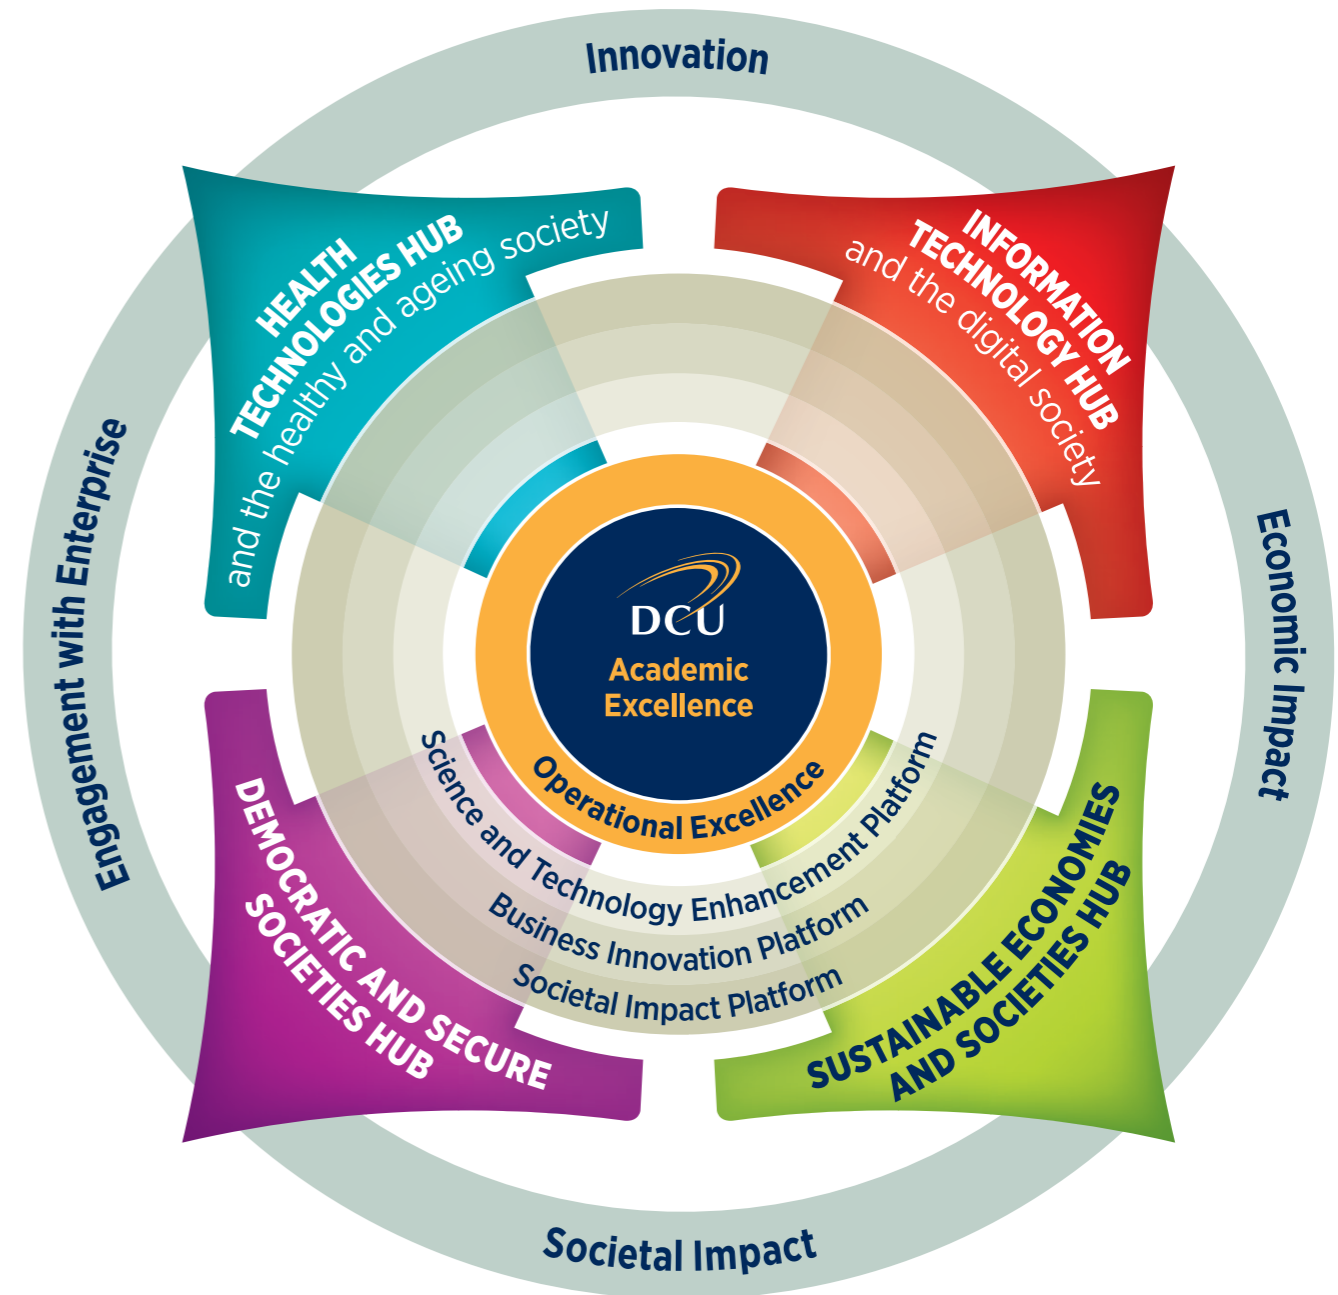 Innovation
HEALTH
TECHNOLOGIES HUB
and the healthy and ageing society
INFORMATION
TECHNOLOGY HUB
and the digital society
Engagement with Enterprise
Economic Impact
DCU
Academic
Excellence
Operational Excellence
Science and Technology Enhancement Platform
Business Innovation Platform
Societal Impact Platform
DEMOCRATIC AND SECURE
SOCIETIES HUB
SUSTAINABLE ECONOMIES
AND SOCIETIES HUB
Societal Impact